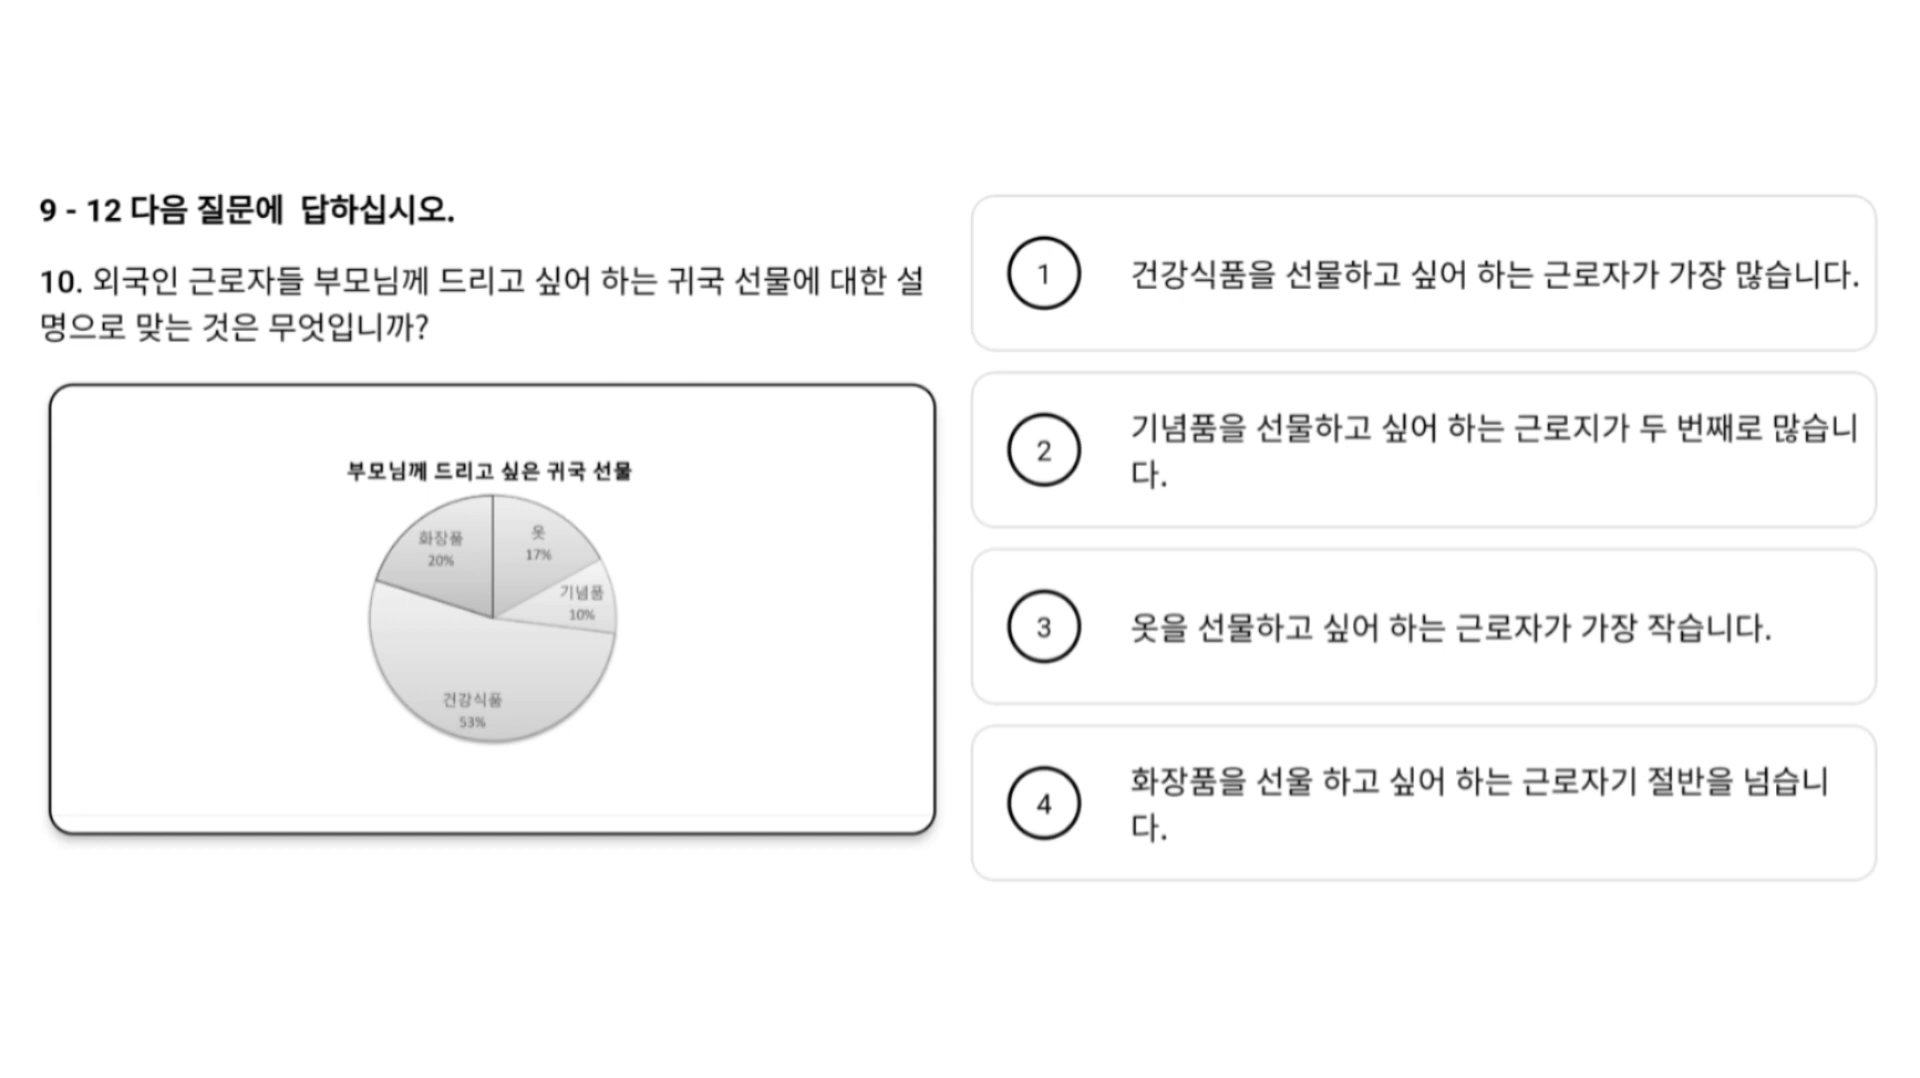 9 - 12 다음 질문에 답하십시오.
10. 외국인 근로자들 부모님께 드리고 싶어 하는 귀국 선물에 대한 설
명으로 맞는 것은 무엇입니까?
부모님께 드리고 싶은 귀국 선물
화장품
20%
옷
17%
기념품
10%
건강식품
53%
1 건강식품을 선물하고 싶어 하는 근로자가 가장 많습니다.
2 기념품을 선물하고 싶어 하는 근로지가 두 번째로 많습니
다.
3 옷을 선물하고 싶어 하는 근로자가 가장 작습니다.
4 화장품을 선울 하고 싶어 하는 근로자기 절반을 넘습니
다.